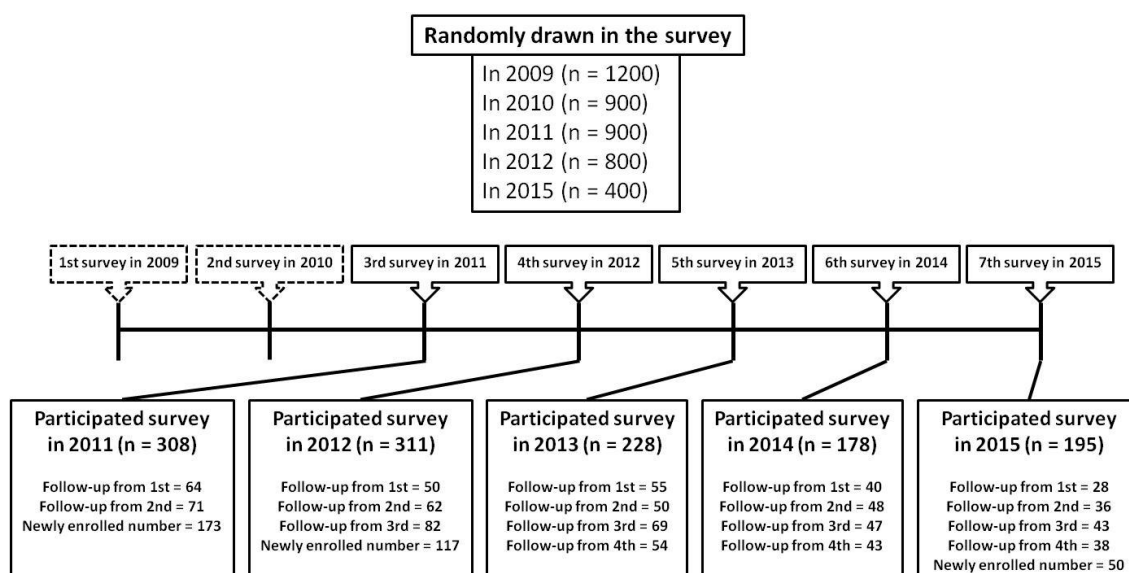 Randomly drawn in the survey
In 2009 (n = 1200)
In 2010 (n = 900)
In 2011 (n = 900)
In 2012 (n = 800)
In 2015 (n = 400)
1st survey in 2009
2nd survey in 2010
3rd survey in 2011
4th survey in 2012
5th survey in 2013
6th survey in 2014
7th survey in 2015
Participated survey
in 2011 (n = 308)
Follow-up from 1st = 64
Follow-up from 2nd = 71
Newly enrolled number = 173
Participated survey
in 2012 (n = 311)
Follow-up from 1st = 50
Follow-up from 2nd = 62
Follow-up from 3rd = 82
Newly enrolled number = 117
Participated survey
in 2013 (n = 228)
Follow-up from 1st = 55
Follow-up from 2nd = 50
Follow-up from 3rd = 69
Follow-up from 4th = 54
Participated survey
in 2014 (n = 178)
Follow-up from 1st = 40
Follow-up from 2nd = 48
Follow-up from 3rd = 47
Follow-up from 4th = 43
Participated survey
in 2015 (n = 195)
Follow-up from 1st = 28
Follow-up from 2nd = 36
Follow-up from 3rd = 43
Follow-up from 4th = 38
Newly enrolled number = 50